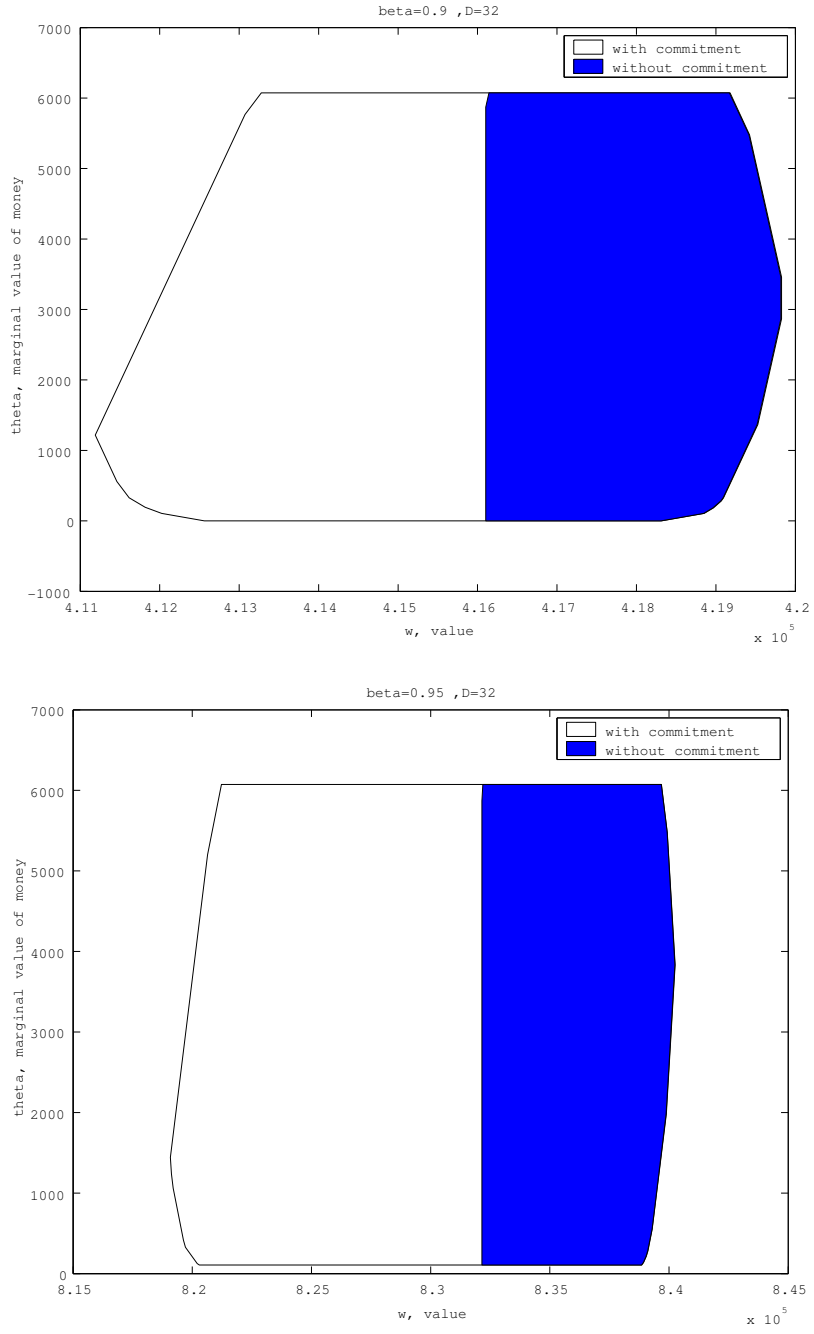 beta=0.9 ,D=32
7000
with commitment
without commitment
6000
5000
4000
3000
2000
1000
0
−1000
theta, marginal value of money
4.11 4.12 4.13 4.14 4.15 4.16 4.17 4.18 4.19 4.2
w, value
x 10^5
beta=0.95 ,D=32
7000
with commitment
without commitment
6000
5000
4000
3000
2000
1000
0
theta, marginal value of money
8.15 8.2 8.25 8.3 8.35 8.4 8.45
w, value
x 10^5